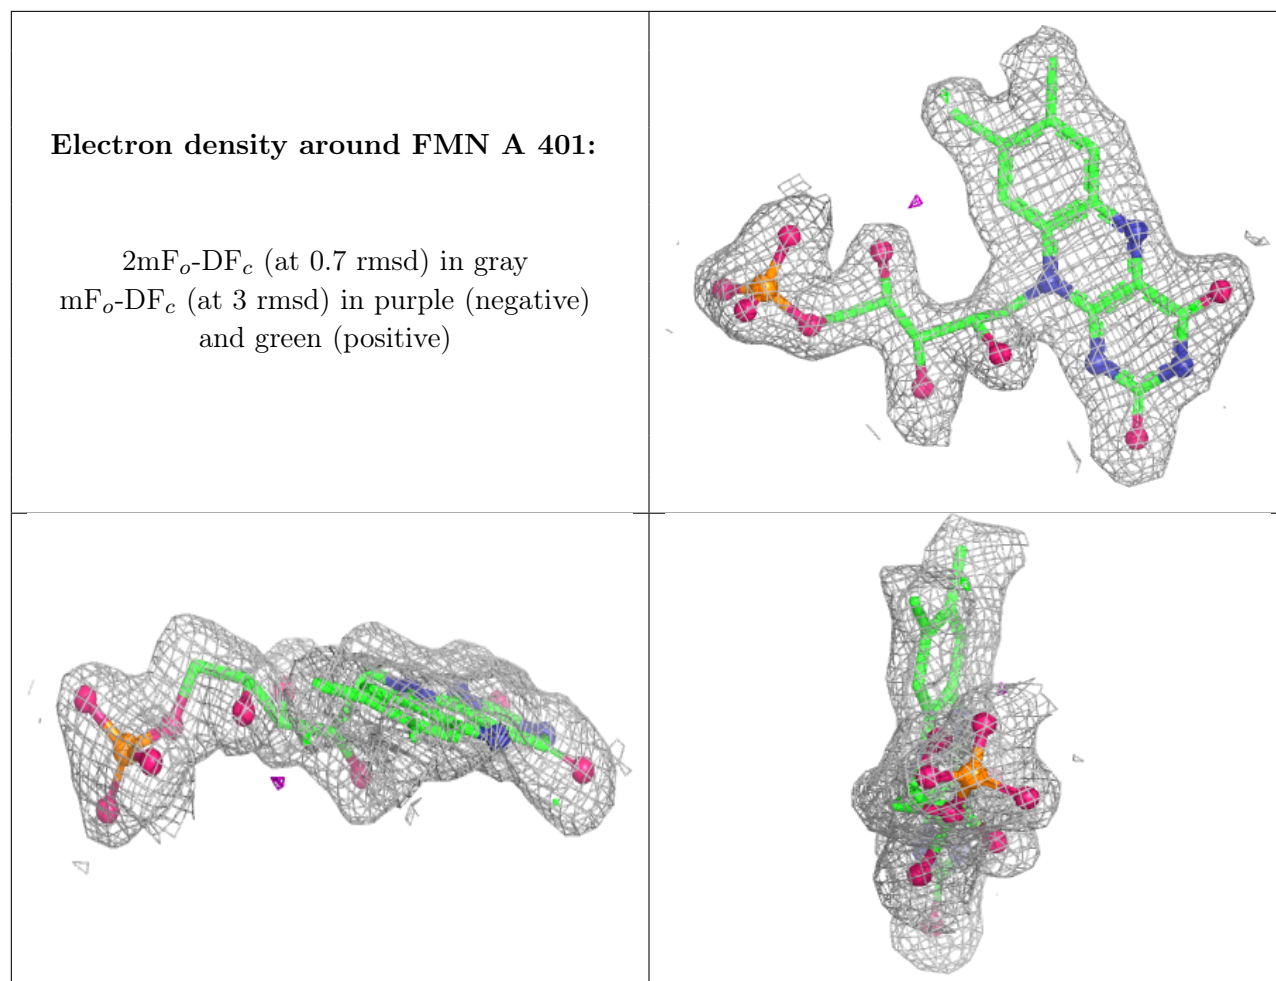 Electron density around FMN A 401:
2mFo-DFc (at 0.7 rmsd) in gray
mFo-DFc (at 3 rmsd) in purple (negative)
and green (positive)